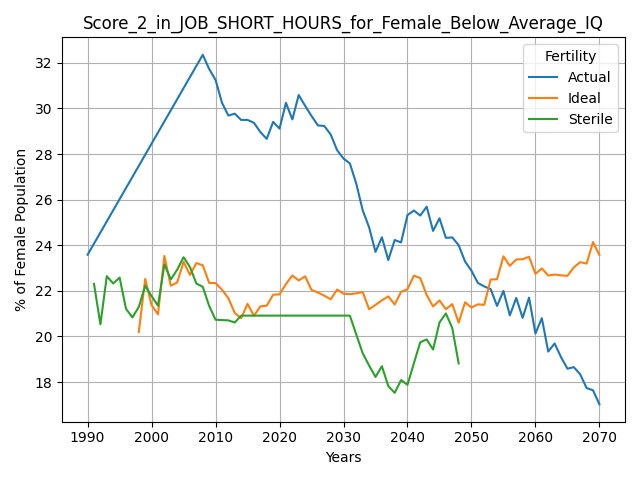 Score_2_in_JOB_SHORT_HOURS_for_Female_Below_Average_IQ
Fertility
Actual
Ideal
Sterile
% of Female Population
32
30
28
26
24
22
20
18
1990 2000 2010 2020 2030 2040 2050 2060 2070
Years